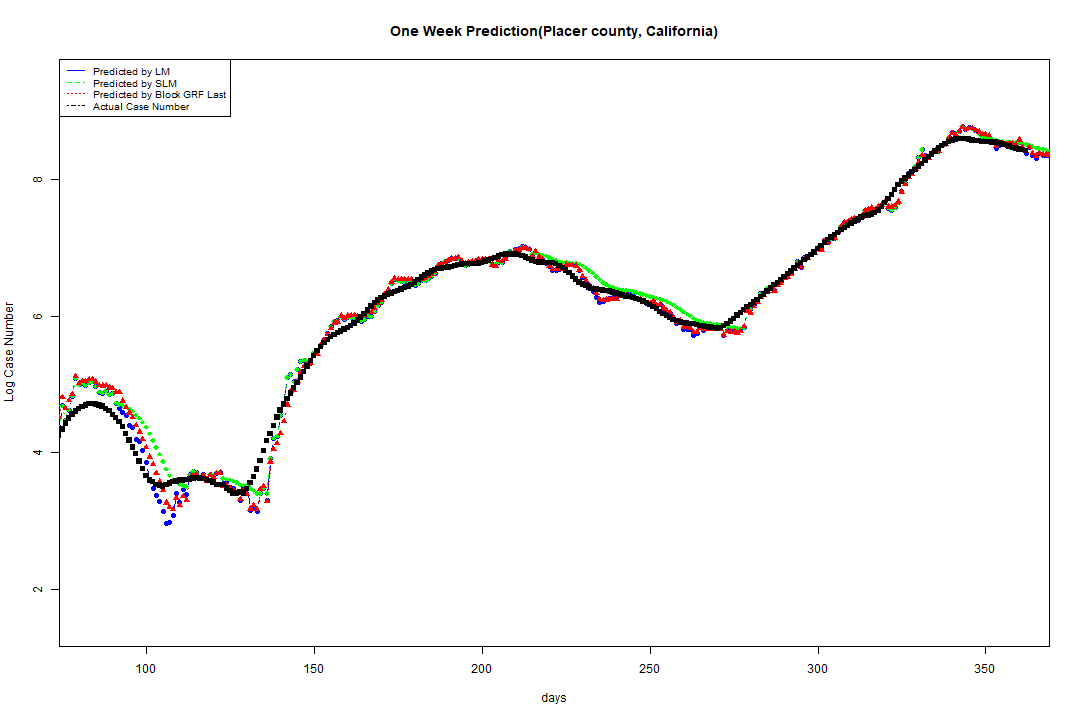 One Week Prediction(Placer county, California)
Predicted by LM
Predicted by SLM
Predicted by Block GRF Last
Actual Case Number
Log Case Number
8
6
4
2
100 150 200 250 300 350
days